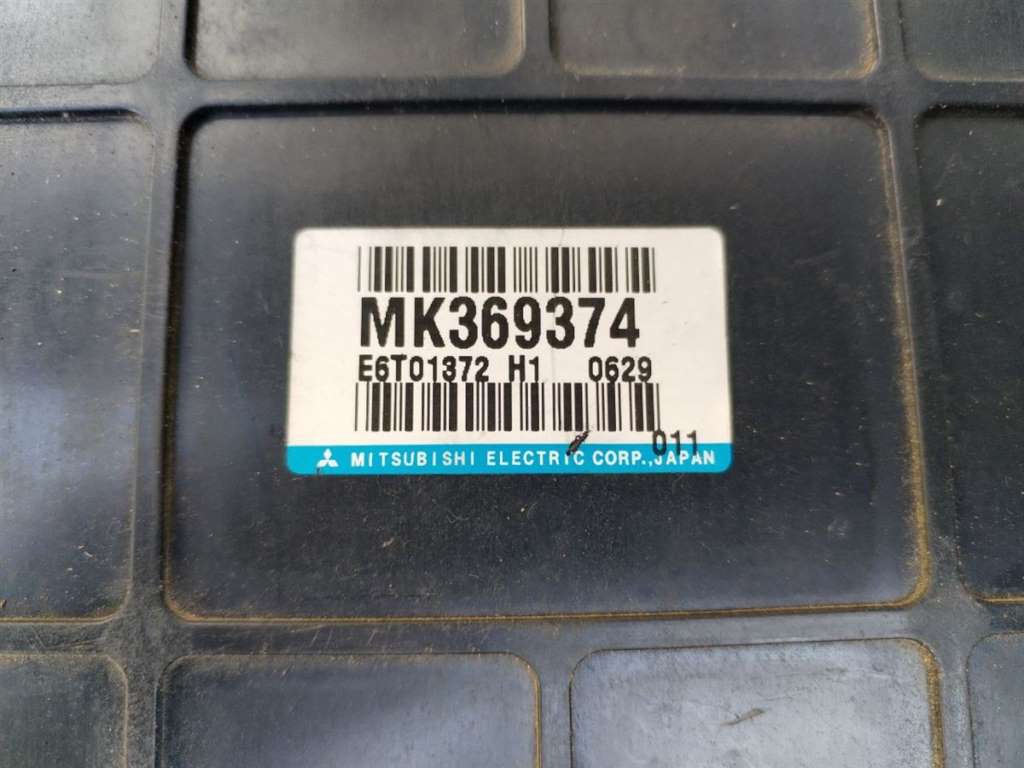 MK369374
E6T01372 H1 0629
011
MITSUBISHI ELECTRIC CORP.,JAPAN